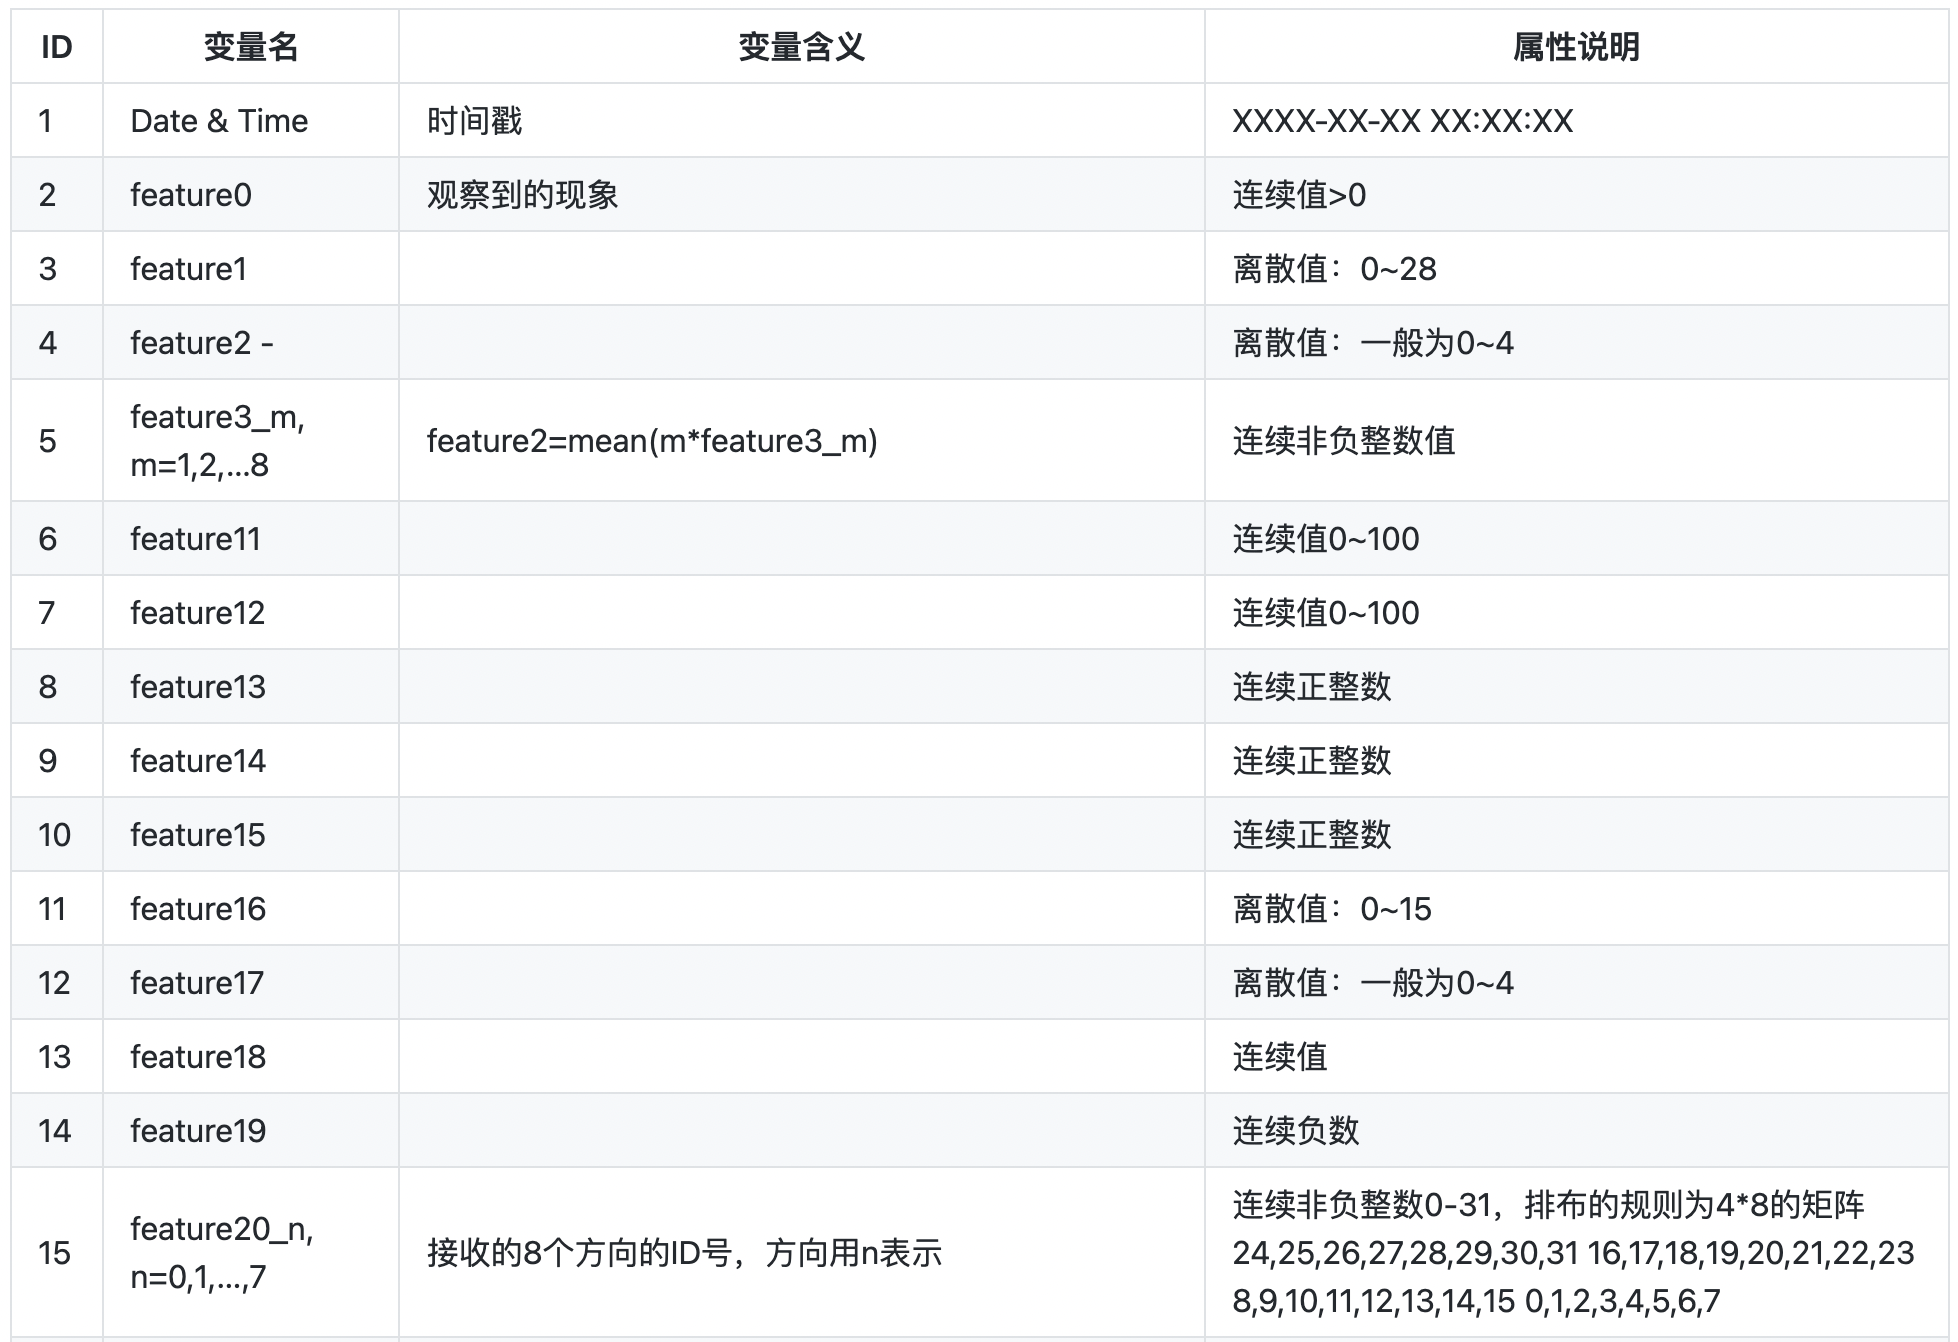 ID 变量名 变量含义 属性说明
1 Date & Time 时间戳 XXXX-XX-XX XX:XX:XX
2 feature0 观察到的现象 连续值>0
3 feature1 离散值：0~28
4 feature2 - 离散值：一般为0~4
5 feature3_m, m=1,2,...8 feature2=mean(m*feature3_m) 连续非负整数值
6 feature11 连续值0~100
7 feature12 连续值0~100
8 feature13 连续正整数
9 feature14 连续正整数
10 feature15 连续正整数
11 feature16 离散值：0~15
12 feature17 离散值：一般为0~4
13 feature18 连续值
14 feature19 连续负数
15 feature20_n, n=0,1,...,7 接收的8个方向的ID号，方向用n表示 连续非负整数0-31，排布的规则为4*8的矩阵
24,25,26,27,28,29,30,31 16,17,18,19,20,21,22,23
8,9,10,11,12,13,14,15 0,1,2,3,4,5,6,7